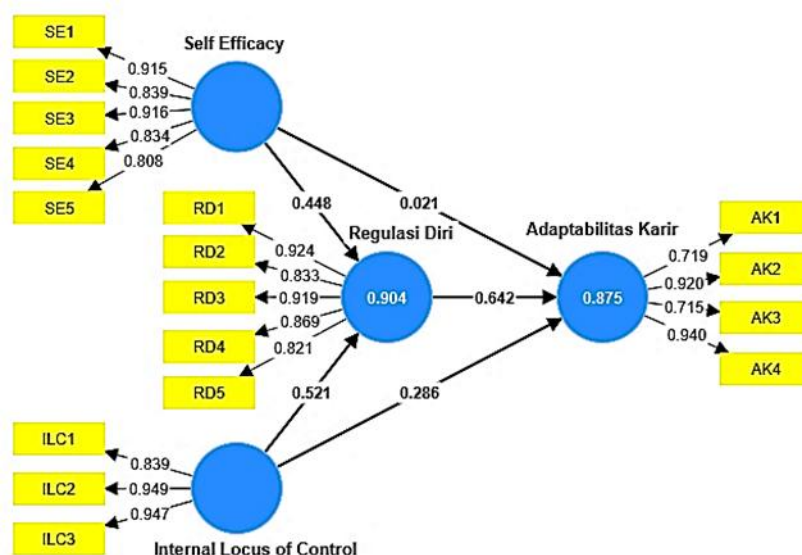 SE1
SE2
SE3
SE4
SE5
0.915
0.839
0.916
0.834
0.808
Self Efficacy
0.448
0.021
RD1
RD2
RD3
RD4
RD5
0.924
0.833
0.919
0.869
0.821
Regulasi Diri
0.904
0.642
Adaptabilitas Karir
0.875
0.719
0.920
0.715
0.940
AK1
AK2
AK3
AK4
0.521
0.286
ILC1
ILC2
ILC3
0.839
0.949
0.947
Internal Locus of Control